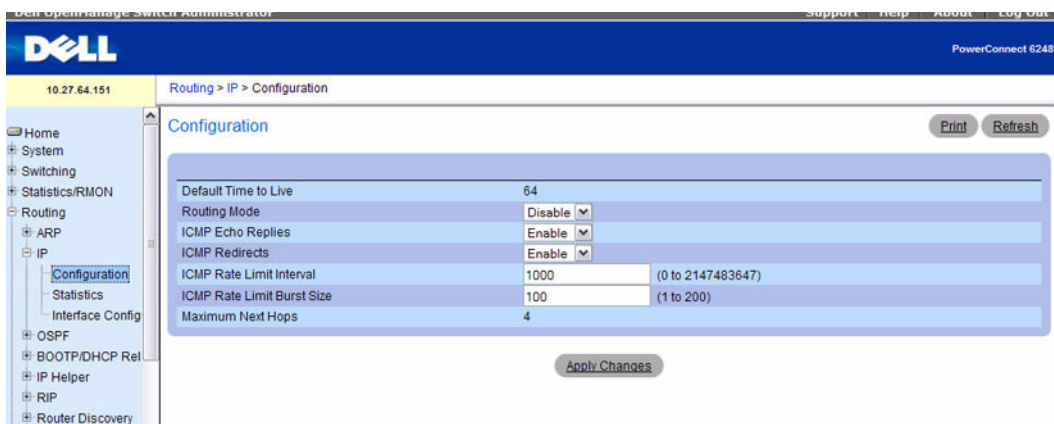 Dell OpenManage Switch Administrator Support Help About Log Out
DELL
PowerConnect 6248
10.27.64.151
Routing > IP > Configuration
Home
System
Switching
Statistics/RMON
Routing
ARP
IP
Configuration
Statistics
Interface Config
OSPF
BOOTP/DHCP Rel
IP Helper
RIP
Router Discovery
Configuration
Print Refresh
Default Time to Live 64
Routing Mode Disable
ICMP Echo Replies Enable
ICMP Redirects Enable
ICMP Rate Limit Interval 1000 (0 to 2147483647)
ICMP Rate Limit Burst Size 100 (1 to 200)
Maximum Next Hops 4
Apply Changes